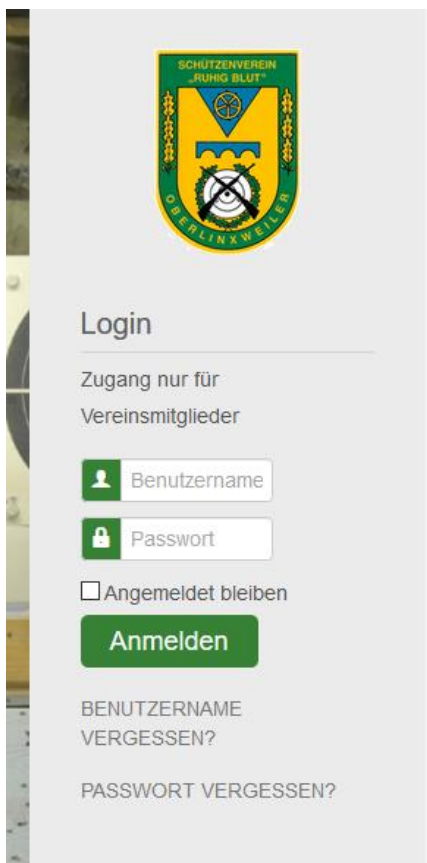 SCHÜTZENVEREIN
„RUHIG BLUT"
OBERLINXWEILER
Login
Zugang nur für
Vereinsmitglieder
Benutzername
Passwort
Angemeldet bleiben
Anmelden
BENUTZERNAME
VERGESSEN?
PASSWORT VERGESSEN?